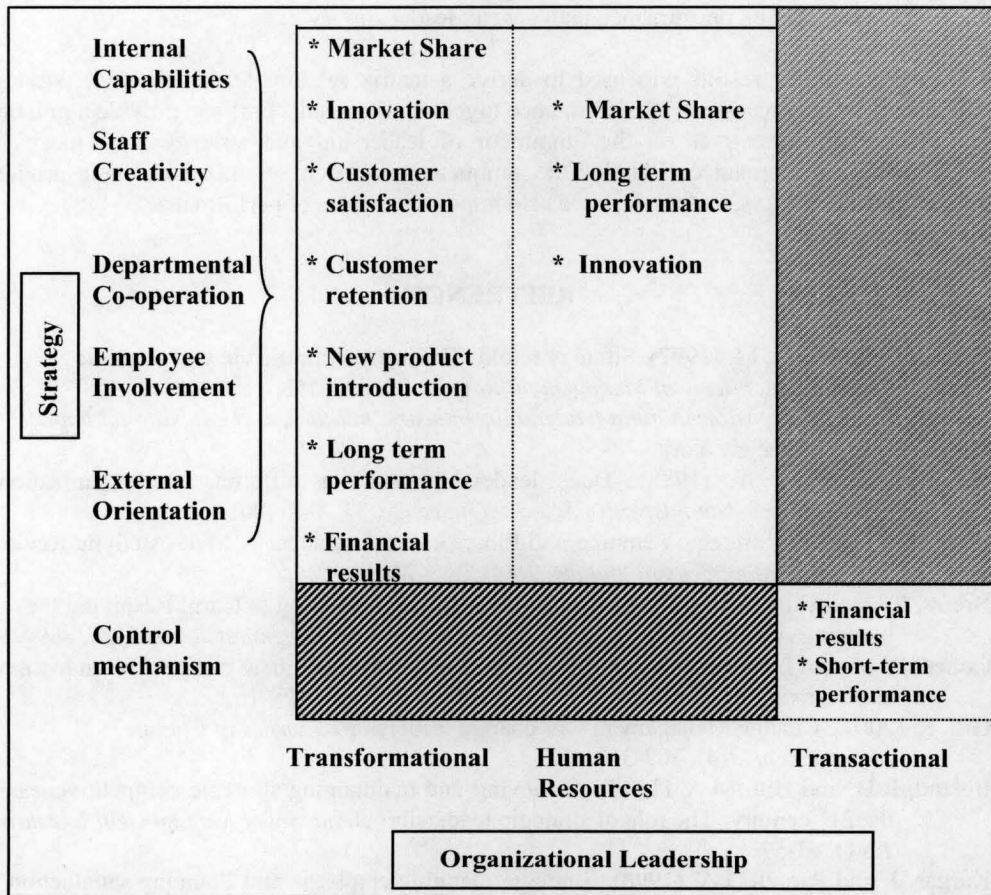 Internal
Capabilities
Staff
Creativity
Departmental
Co-operation
Employee
Involvement
External
Orientation
Control
mechanism
Strategy
* Market Share
* Innovation
* Customer
satisfaction
* Customer
retention
* New product
introduction
* Long term
performance
* Financial
results
* Market Share
* Long term
performance
* Innovation
* Financial
results
* Short-term
performance
Transformational
Human
Resources
Transactional
Organizational Leadership